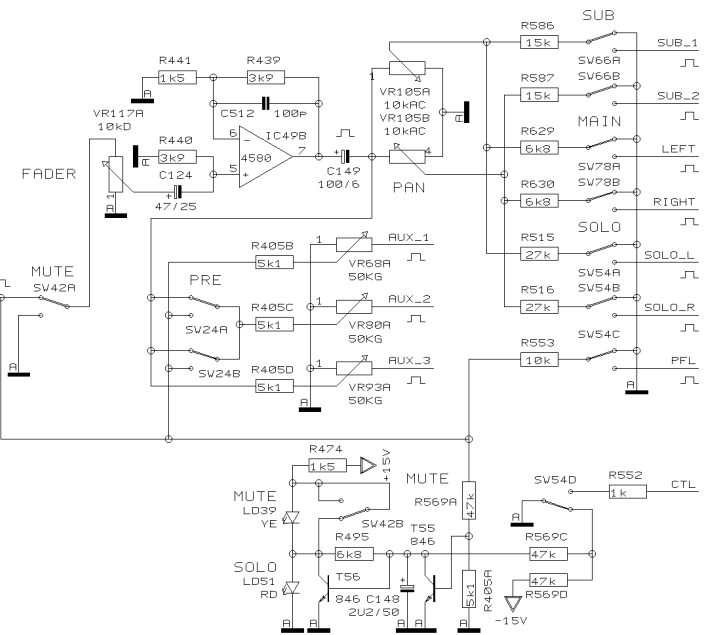 SUB
R586
15k
SUB_1
SW66A
R587
SW66B
15k
SUB_2
MAIN
R629
6k8
LEFT
SW78A
R630
SW78B
6k8
RIGHT
SOLO
R515
27k
SOLO_L
SW54A
R516
SW54B
27k
SOLO_R
R553
SW54C
10k
PFL
A
R441
1k5
A
R439
3k9
C512
100p
VR117A
10kD
R440
3k9
A
6
-
IC49B
4580
7
5
+
C124
+
47/25
FADER
1
A
+
C149
100/6
1
VR105A
10kAC
VR105B
10kAC
A
4
PAN
MUTE
SW42A
A
R405B
5k1
1
AUX_1
VR68A
50KG
PRE
SW24A
R405C
5k1
1
AUX_2
VR80A
50KG
SW24B
R405D
5k1
1
AUX_3
VR93A
50KG
A
R474
1k5
+15V
MUTE
LD39
YE
SW42B
MUTE
R569A
47k
R495
6k8
T55
846
SOLO
LD51
RD
T56
846
C148
+
2U2/50
5k1
R405A
A
A
A
A
SW54D
R552
1k
CTL
A
R569C
47k
47k
R569D
-15V